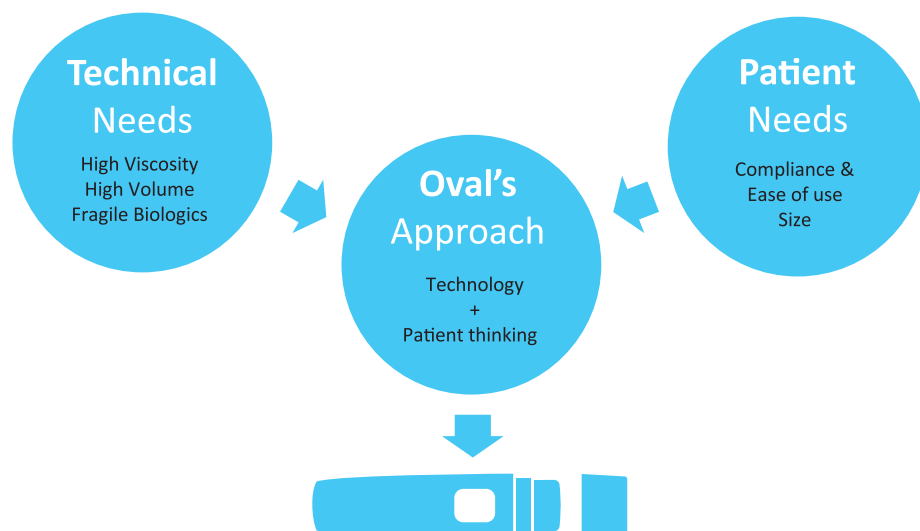 Technical
Needs
High Viscosity
High Volume
Fragile Biologics
Oval's
Approach
Technology
+
Patient thinking
Patient
Needs
Compliance &
Ease of use
Size